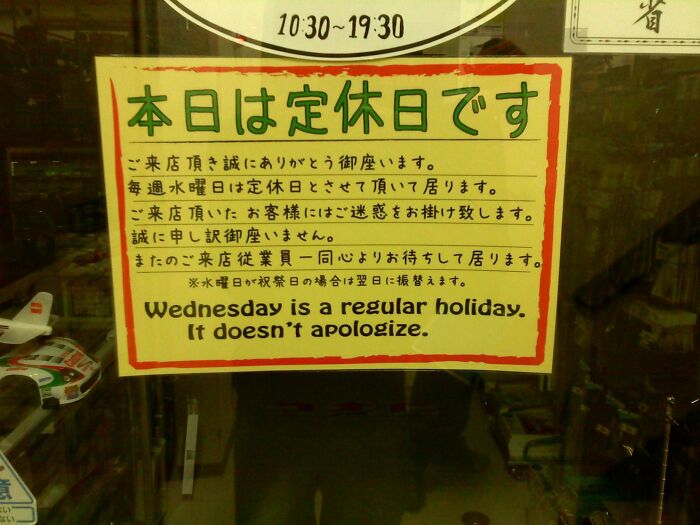 10:30~19:30
省
本日は定休日です
ご来店頂き誠にありがとう御座います。
毎週水曜日は定休日とさせて頂いて居ります。
ご来店頂いた お客様にはご迷惑をお掛け致します。
誠に申し訳御座いません。
またのご来店従業員一同心よりお待ちして居ります。
※水曜日が祝祭日の場合は翌日に振替えます。
Wednesday is a regular holiday.
It doesn't apologize.
意